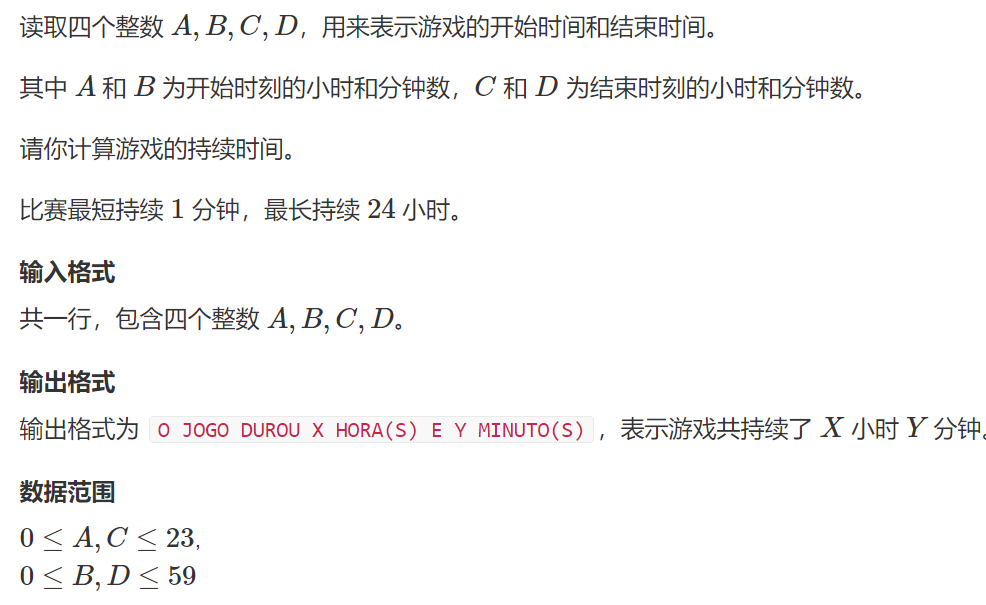 读取四个整数 A, B, C, D，用来表示游戏的开始时间和结束时间。
其中 A 和 B 为开始时刻的小时和分钟数，C 和 D 为结束时刻的小时和分钟数。
请你计算游戏的持续时间。
比赛最短持续 1 分钟，最长持续 24 小时。
输入格式
共一行，包含四个整数 A, B, C, D。
输出格式
输出格式为 O JOGO DUROU X HORA(S) E Y MINUTO(S)，表示游戏共持续了 X 小时 Y 分钟。
数据范围
0 ≤ A, C ≤ 23,
0 ≤ B, D ≤ 59